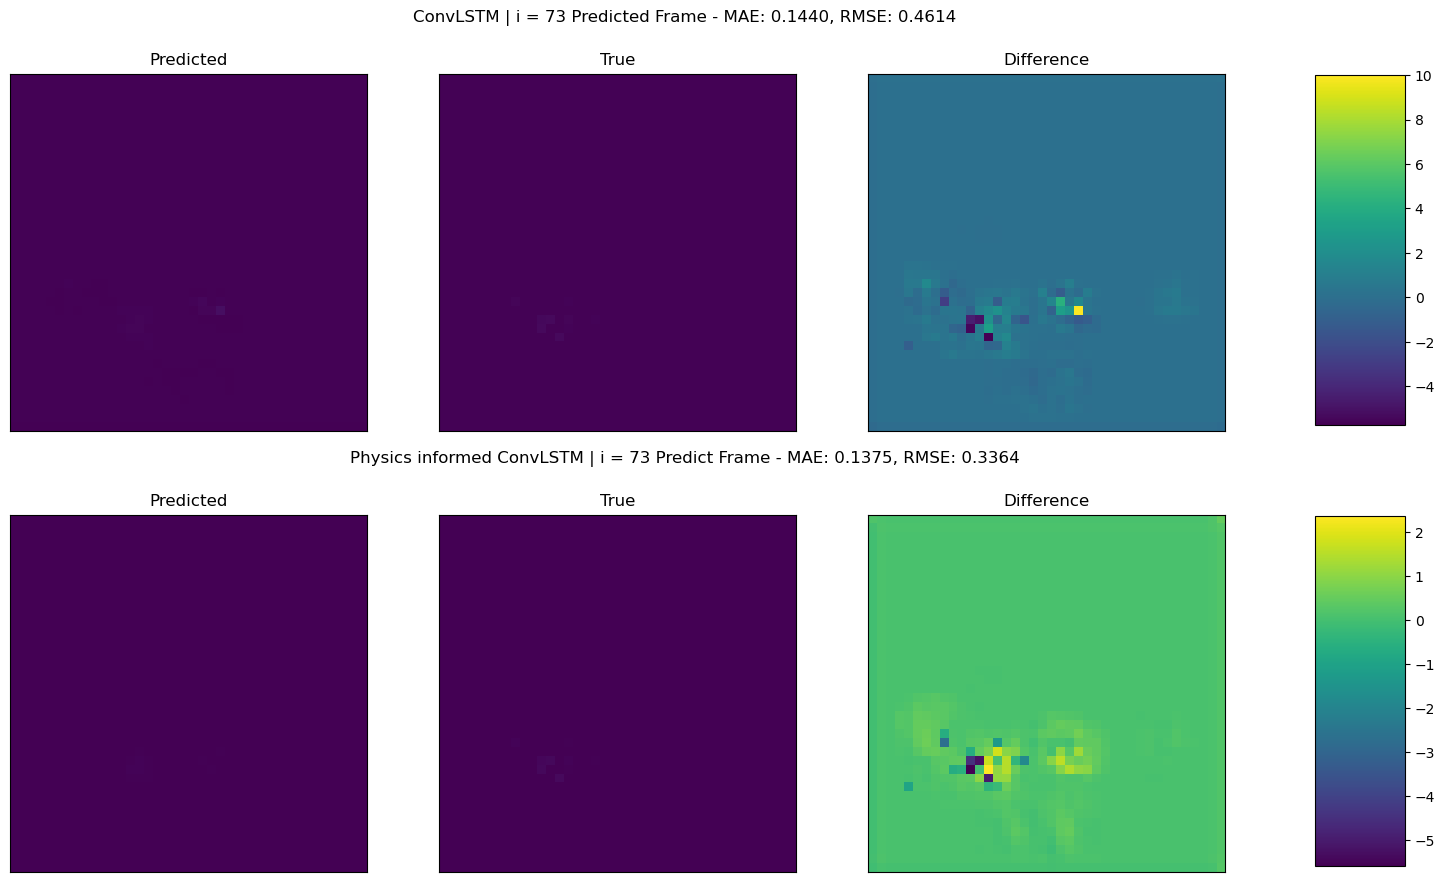 ConvLSTM | i = 73 Predicted Frame - MAE: 0.1440, RMSE: 0.4614
Predicted
True
Difference
10
8
6
4
2
0
−2
−4
Physics informed ConvLSTM | i = 73 Predict Frame - MAE: 0.1375, RMSE: 0.3364
Predicted
True
Difference
2
1
0
−1
−2
−3
−4
−5